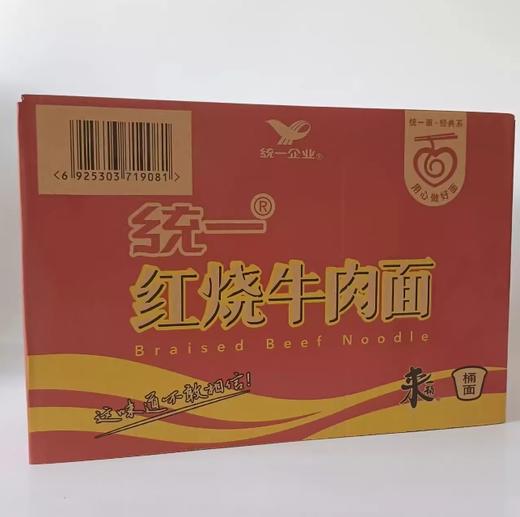 6 925303 719081
统一企业®
统一面·经典系
用心做好面
统一®
红烧牛肉面
Braised Beef Noodle
这味道不敢相信!
来一桶
桶面